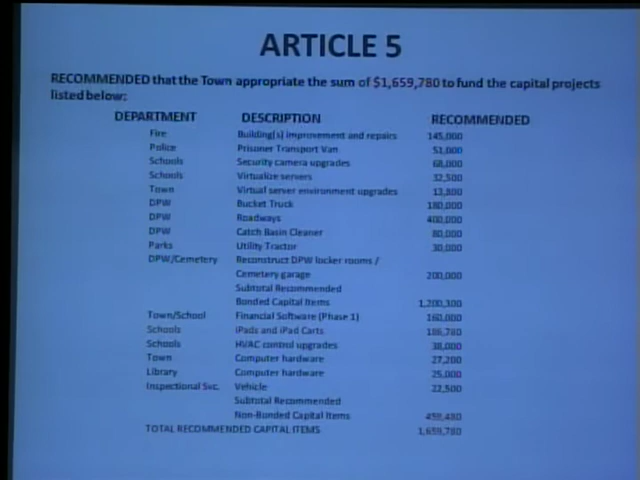 ARTICLE 5
RECOMMENDED that the Town appropriate the sum of $1,659,780 to fund the capital projects
listed below:
DEPARTMENT DESCRIPTION RECOMMENDED
Fire Building(s) improvement and repairs 145,000
Police Prisoner Transport Van 51,000
Schools Security camera upgrades 68,000
Schools Virtualize servers 32,500
Town Virtual server environment upgrades 13,800
DPW Bucket Truck 180,000
DPW Roadways 400,000
DPW Catch Basin Cleaner 80,000
Parks Utility Tractor 30,000
DPW/Cemetery Reconstruct DPW locker rooms /
Cemetery garage 200,000
Subtotal Recommended
Bonded Capital Items 1,200,300
Town/School Financial Software (Phase 1) 160,000
Schools iPads and iPad Carts 186,780
Schools HVAC control upgrades 38,000
Town Computer hardware 27,200
Library Computer hardware 25,000
Inspectional Svc. Vehicle 22,500
Subtotal Recommended
Non-Bonded Capital Items 459,480
TOTAL RECOMMENDED CAPITAL ITEMS 1,659,780